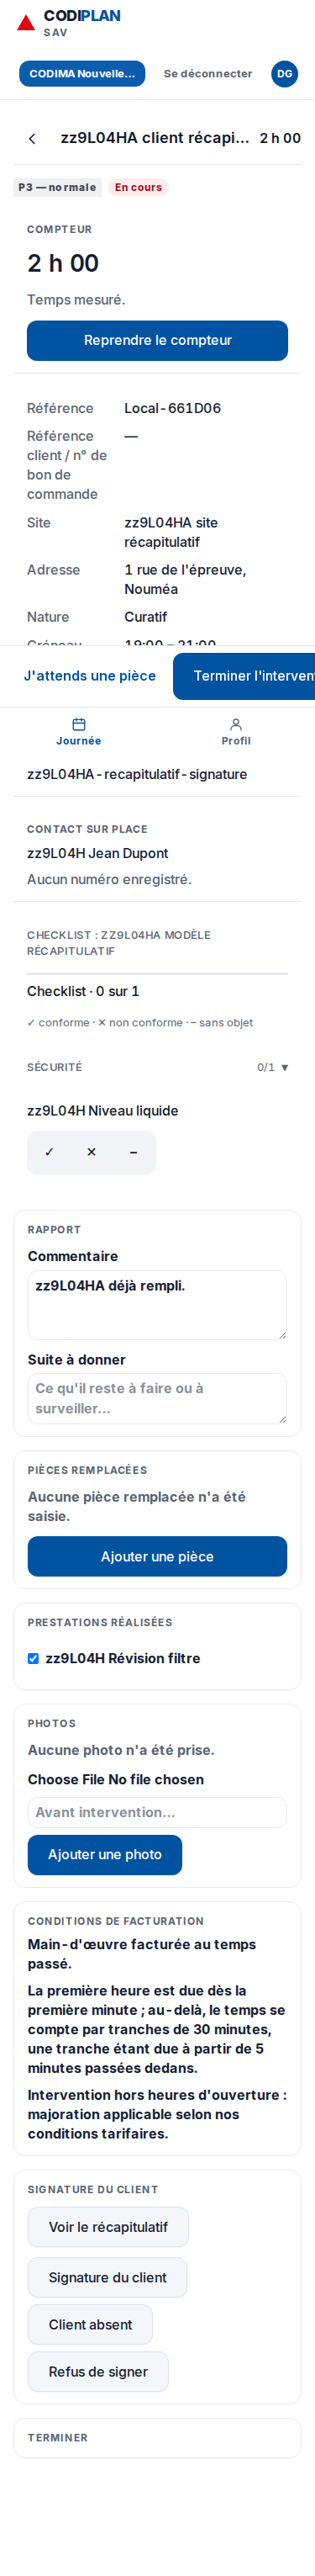 CODIPLAN
SAV
CODIMA Nouvelle... Se déconnecter DG
zz9L04HA client récapi... 2 h 00
P3 — normale En cours
COMPTEUR
2 h 00
Temps mesuré.
Reprendre le compteur
Référence Local-661D06
Référence —
client / n° de
bon de
commande
Site zz9L04HA site
récapitulatif
Adresse 1 rue de l'épreuve,
Nouméa
Nature Curatif
Créneau 19:00 – 21:00
J'attends une pièce Terminer l'intervent
Journée Profil
zz9L04HA-recapitulatif-signature
CONTACT SUR PLACE
zz9L04H Jean Dupont
Aucun numéro enregistré.
CHECKLIST : ZZ9L04HA MODÈLE
RÉCAPITULATIF
Checklist · 0 sur 1
✓ conforme · ✕ non conforme · – sans objet
SÉCURITÉ 0/1 ▼
zz9L04H Niveau liquide
✓ ✕ –
RAPPORT
Commentaire
zz9L04HA déjà rempli.
Suite à donner
Ce qu'il reste à faire ou à
surveiller...
PIÈCES REMPLACÉES
Aucune pièce remplacée n'a été
saisie.
Ajouter une pièce
PRESTATIONS RÉALISÉES
zz9L04H Révision filtre
PHOTOS
Aucune photo n'a été prise.
Choose File No file chosen
Avant intervention...
Ajouter une photo
CONDITIONS DE FACTURATION
Main-d'œuvre facturée au temps
passé.
La première heure est due dès la
première minute ; au-delà, le temps se
compte par tranches de 30 minutes,
une tranche étant due à partir de 5
minutes passées dedans.
Intervention hors heures d'ouverture :
majoration applicable selon nos
conditions tarifaires.
SIGNATURE DU CLIENT
Voir le récapitulatif
Signature du client
Client absent
Refus de signer
TERMINER